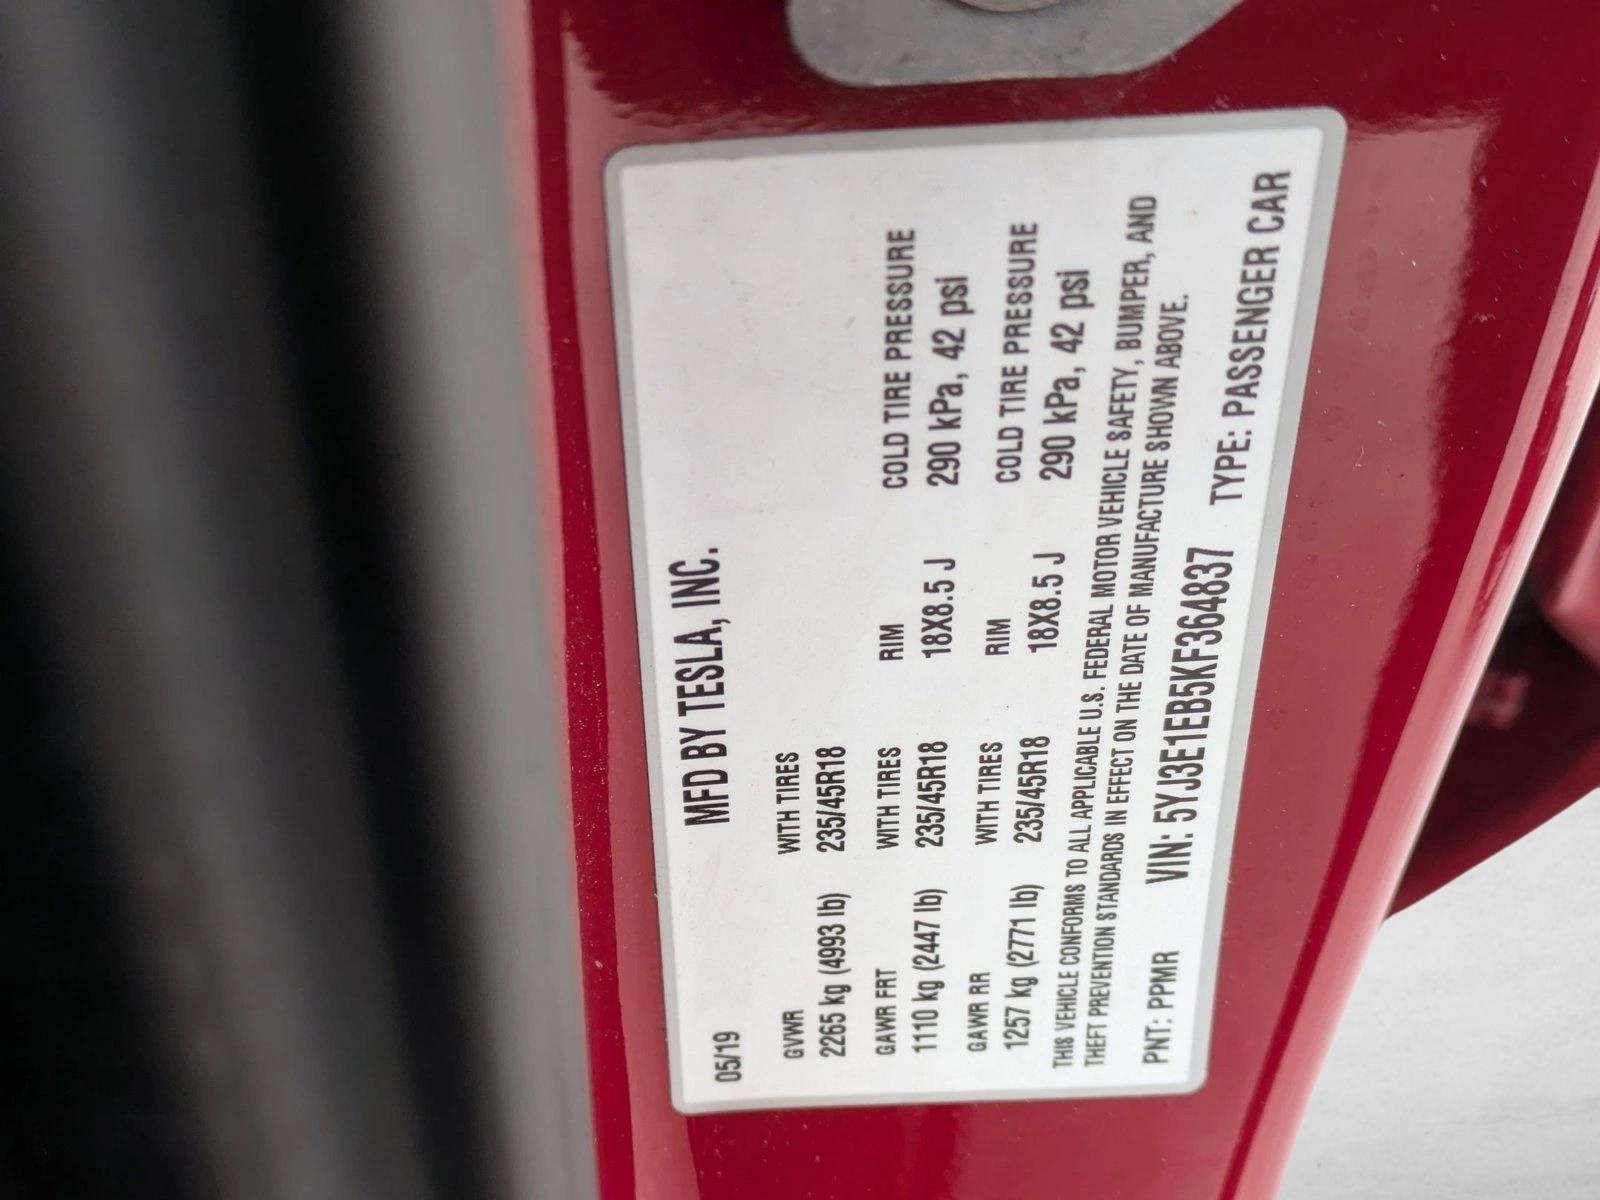 MFD BY TESLA, INC.
05/19
GVWR WITH TIRES
2265 kg (4993 lb) 235/45R18
GAWR FRT WITH TIRES RIM COLD TIRE PRESSURE
1110 kg (2447 lb) 235/45R18 18X8.5 J 290 kPa, 42 psi
GAWR RR WITH TIRES RIM COLD TIRE PRESSURE
1257 kg (2771 lb) 235/45R18 18X8.5 J 290 kPa, 42 psi
THIS VEHICLE CONFORMS TO ALL APPLICABLE U.S. FEDERAL MOTOR VEHICLE SAFETY, BUMPER, AND
THEFT PREVENTION STANDARDS IN EFFECT ON THE DATE OF MANUFACTURE SHOWN ABOVE.
PNT: PPMR VIN: 5YJ3E1EB5KF364837 TYPE: PASSENGER CAR